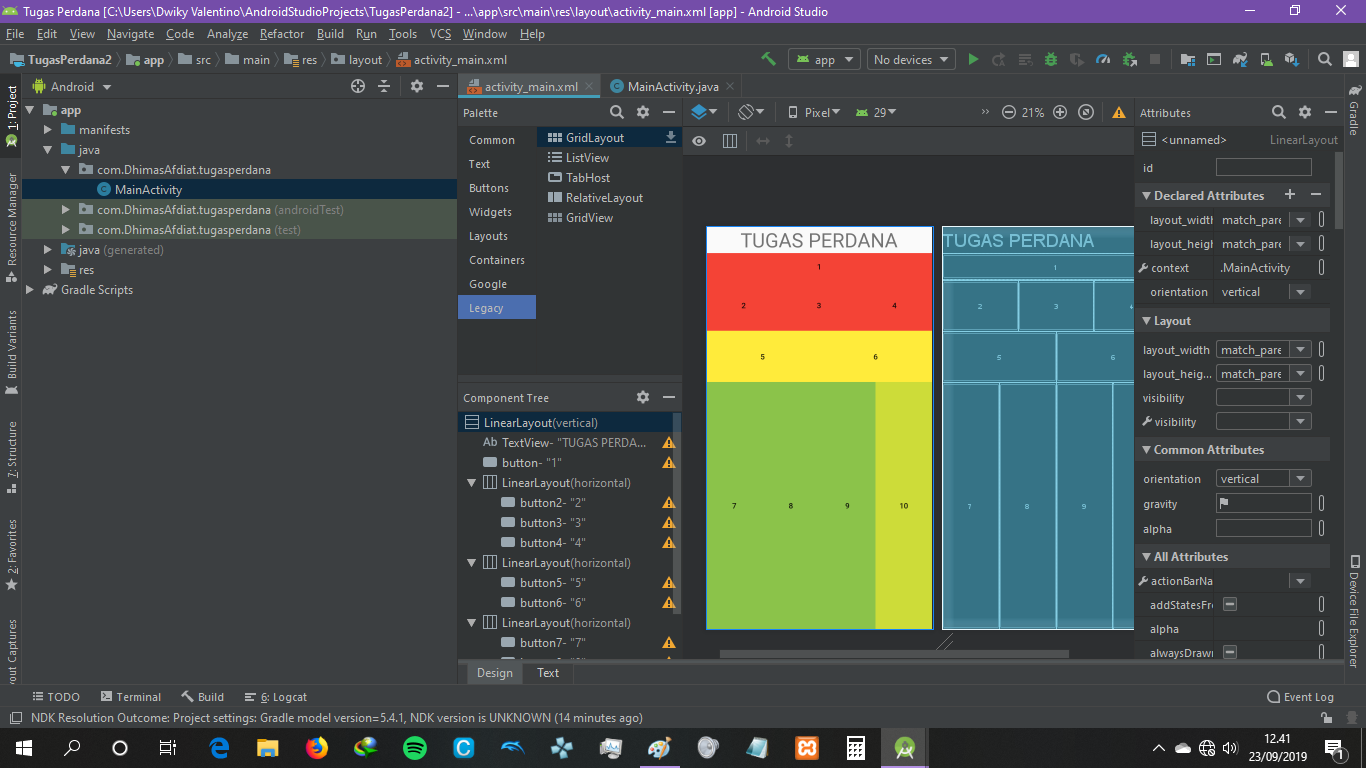 Tugas Perdana [C:\Users\Dhwiky Valentino\AndroidStudioProjects\TugasPerdana2] - ...\app\src\main\res\layout\activity_main.xml [app] - Android Studio
File Edit View Navigate Code Analyze Refactor Build Run Tools VCS Window Help
TugasPerdana2 app src main res layout activity_main.xml app No devices
1: Project
Resource Manager
Build Variants
7: Structure
2: Favorites
yout Captures
Android
app
manifests
java
com.DhimasAfdiat.tugasperdana
MainActivity
com.DhimasAfdiat.tugasperdana (androidTest)
com.DhimasAfdiat.tugasperdana (test)
java (generated)
res
Gradle Scripts
activity_main.xml MainActivity.java
Palette
Common
Text
Buttons
Widgets
Layouts
Containers
Google
Legacy
GridLayout
ListView
TabHost
RelativeLayout
GridView
Component Tree
LinearLayout(vertical)
Ab TextView- "TUGAS PERDA...
button- "1"
LinearLayout(horizontal)
button2- "2"
button3- "3"
button4- "4"
LinearLayout(horizontal)
button5- "5"
button6- "6"
LinearLayout(horizontal)
button7- "7"
Pixel 29 21%
TUGAS PERDANA
1
2 3 4
5 6
7 8 9 10
TUGAS PERDANA
1
2 3 4
5 6
7 8 9
Design Text
Attributes
<unnamed> LinearLayout
id
Declared Attributes
layout_width match_pare
layout_heigh match_pare
context .MainActivity
orientation vertical
Layout
layout_width match_pare
layout_heig... match_pare
visibility
visibility
Common Attributes
orientation vertical
gravity
alpha
All Attributes
actionBarNa
addStatesFr
alpha
alwaysDrawn
Gradle
Device File Explorer
TODO Terminal Build 6: Logcat Event Log
NDK Resolution Outcome: Project settings: Gradle model version=5.4.1, NDK version is UNKNOWN (14 minutes ago)
12.41
23/09/2019
1